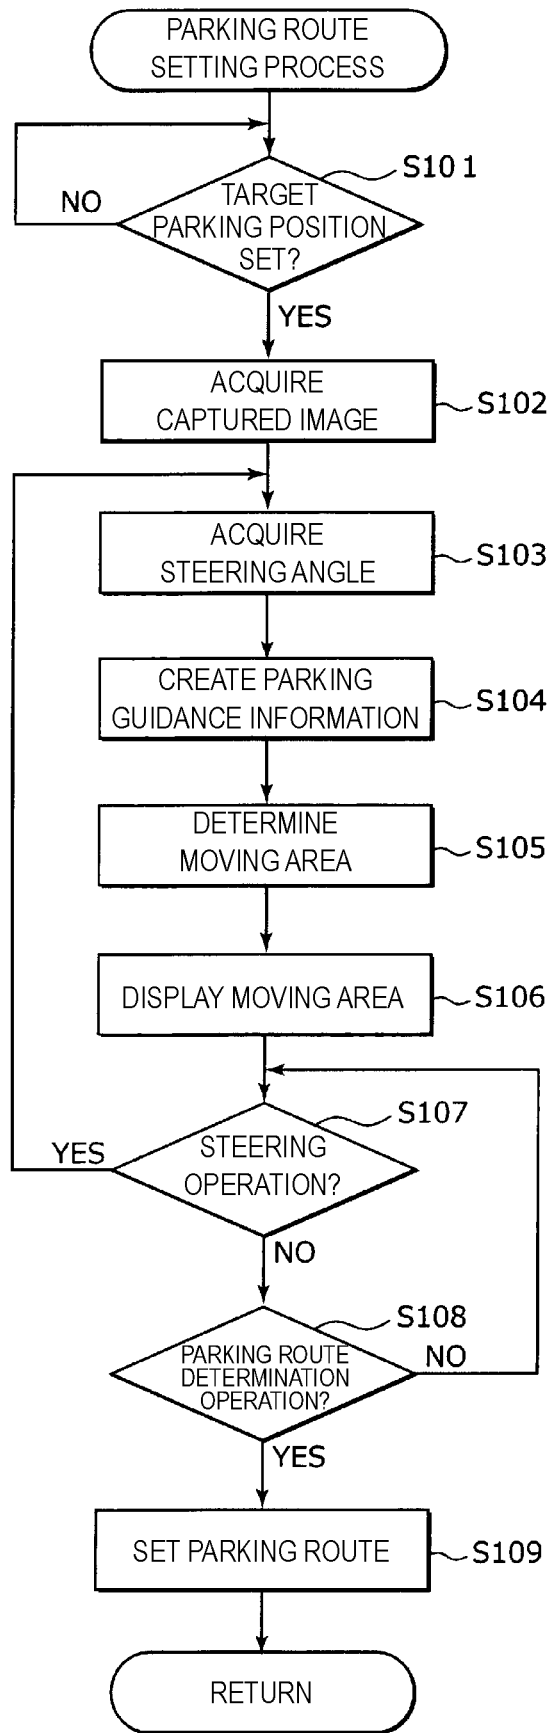 PARKING ROUTE
SETTING PROCESS
S101
NO
TARGET
PARKING POSITION
SET?
YES
ACQUIRE
CAPTURED IMAGE
S102
ACQUIRE
STEERING ANGLE
S103
CREATE PARKING
GUIDANCE INFORMATION
S104
DETERMINE
MOVING AREA
S105
DISPLAY MOVING AREA
S106
S107
YES
STEERING
OPERATION?
NO
S108
PARKING ROUTE
DETERMINATION
OPERATION?
NO
YES
SET PARKING ROUTE
S109
RETURN